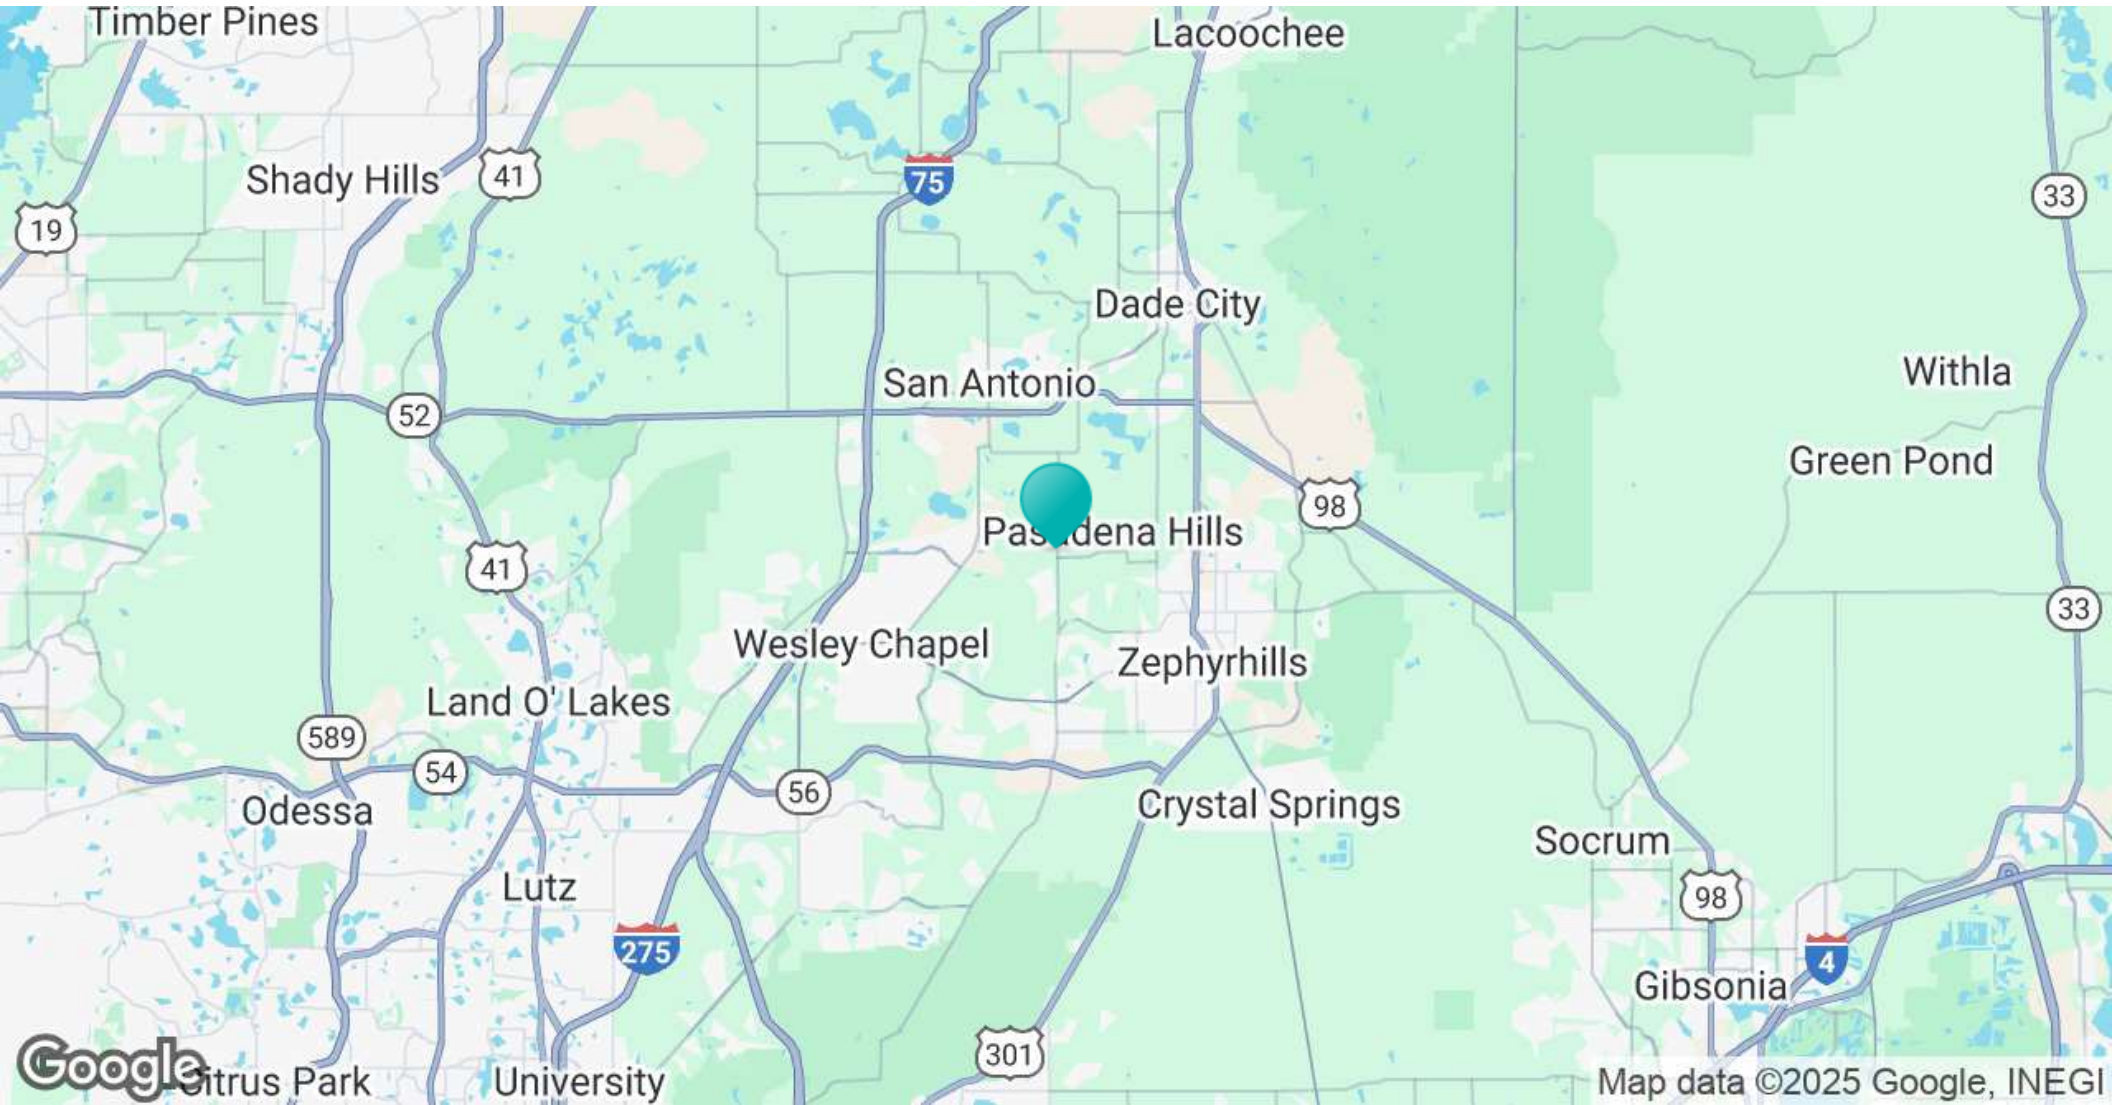 Timber Pines
Lacoochee
Shady Hills
41
75
19
33
Dade City
San Antonio
Withla
52
Green Pond
98
Pasadena Hills
41
33
Wesley Chapel
Zephyrhills
Land O' Lakes
589
54
56
Odessa
Crystal Springs
Socrum
Lutz
98
275
4
Gibsonia
301
Google
Citrus Park
University
Map data ©2025 Google, INEGI